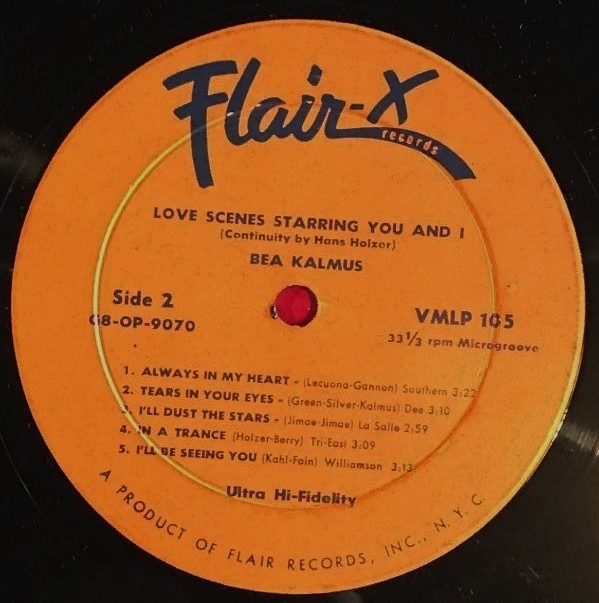 Flair-X
records
LOVE SCENES STARRING YOU AND I
(Continuity by Hans Holzer)
BEA KALMUS
Side 2
G8-OP-9070
VMLP 105
33 1/3 rpm Microgroove
1. ALWAYS IN MY HEART - (Lecuona-Gannon) Southern 3:22
2. TEARS IN YOUR EYES - (Green-Silver-Kalmus) Dee 3:10
3. I'LL DUST THE STARS - (Jimae-Jimae) La Salle 2:59
4. IN A TRANCE (Holzer-Berry) Tri-East 3:09
5. I'LL BE SEEING YOU (Kahl-Fain) Williamson 3:13
Ultra Hi-Fidelity
A PRODUCT OF FLAIR RECORDS, INC., N. Y. C.